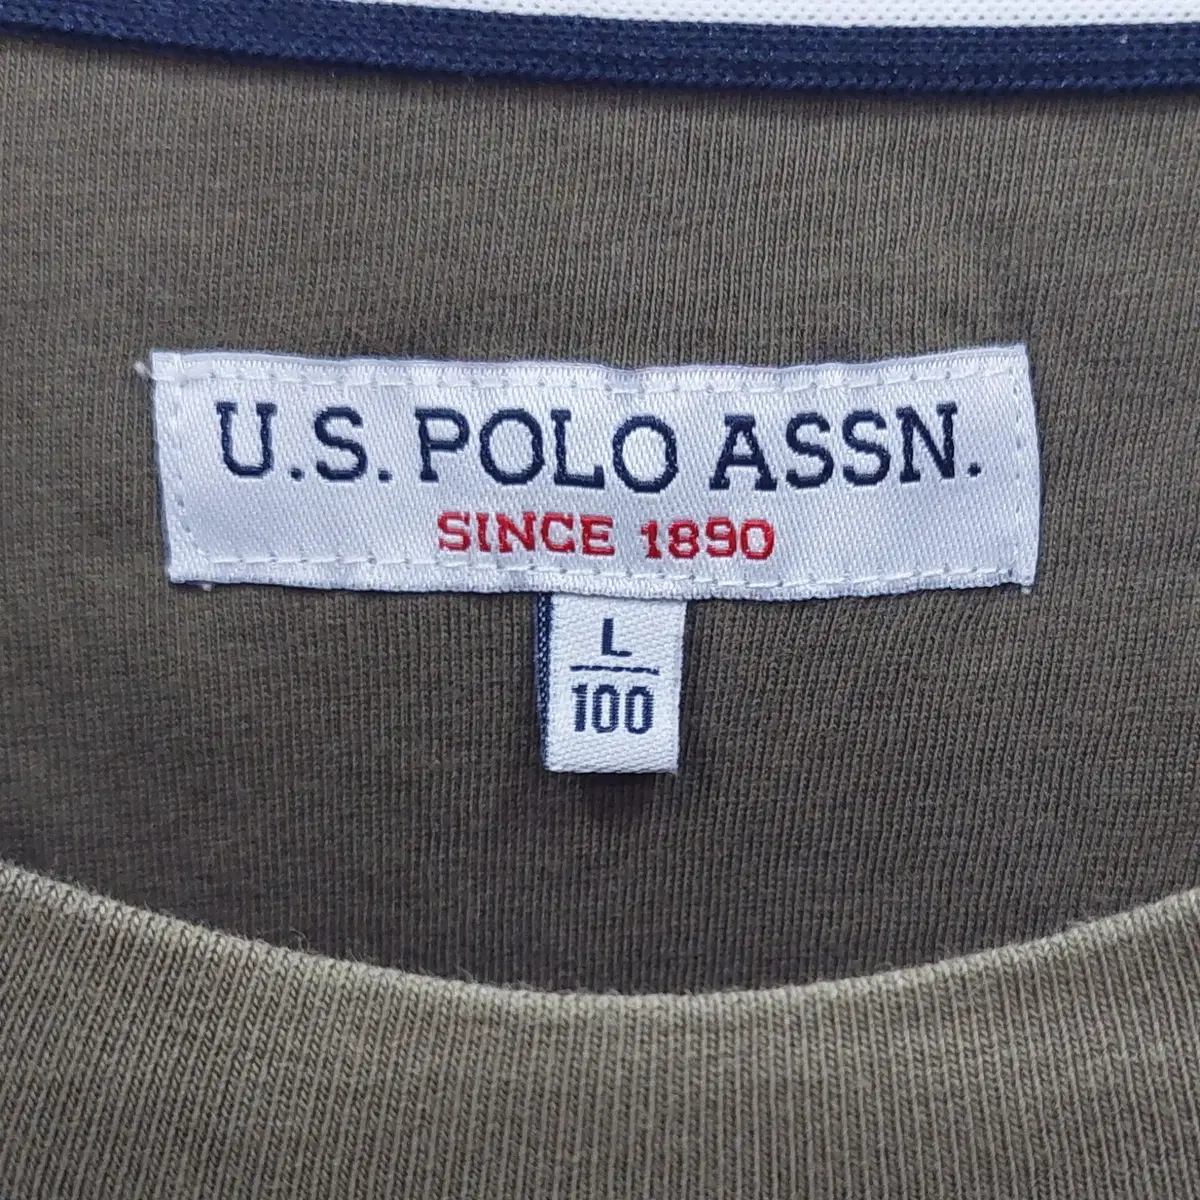 U.S. POLO ASSN.
SINCE 1890
L
100